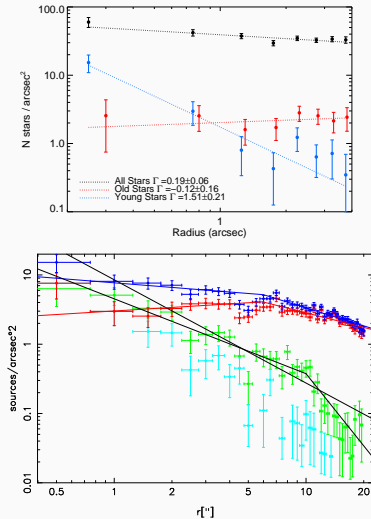 100.0
10.0
1.0
0.1
N stars / arcsec²
All Stars Γ =0.19±0.06
Old Stars Γ =−0.12±0.16
Young Stars Γ =1.51±0.21
1
Radius (arcsec)
10
1
0.1
0.01
sources/arcsec^2
0.5 1 2 5 10 20
r["]